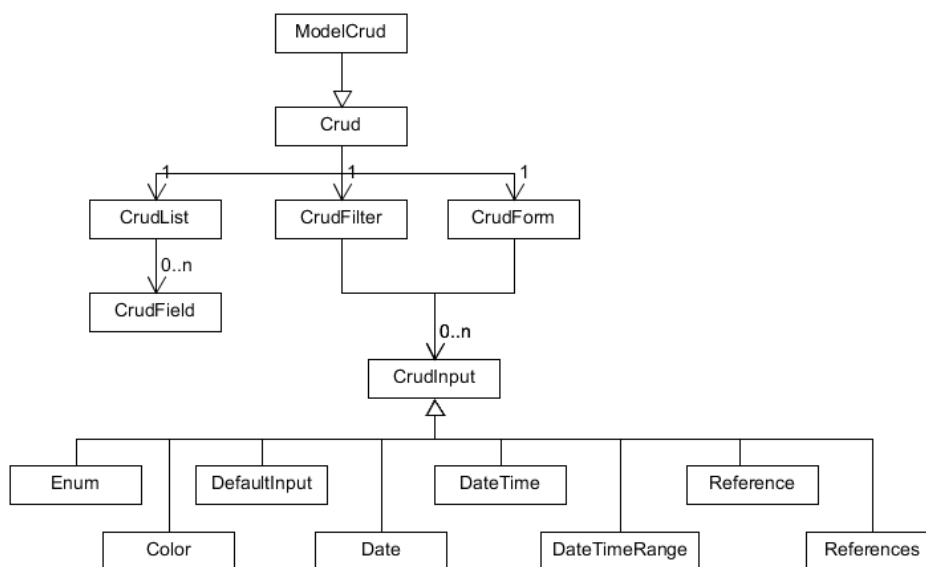 ModelCrud
Crud
1 1 1
CrudList CrudFilter CrudForm
0..n
CrudField
0..n
CrudInput
Enum DefaultInput DateTime Reference
Color Date DateTimeRange References